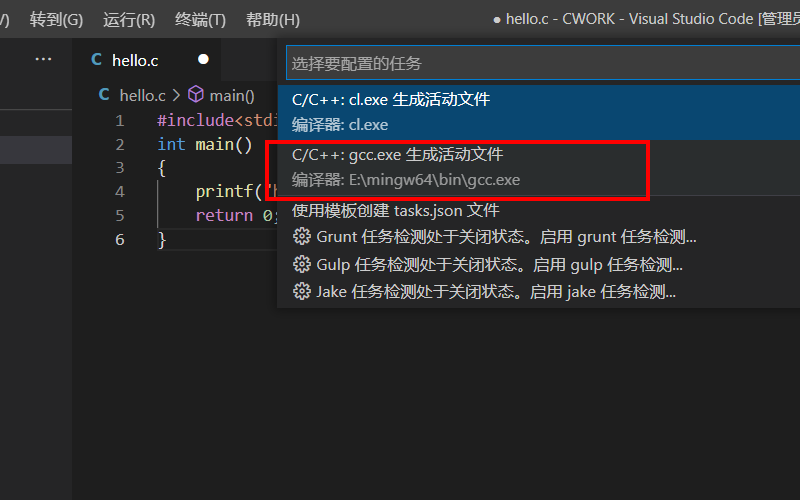 V) 转到(G) 运行(R) 终端(T) 帮助(H) ● hello.c - CWORK - Visual Studio Code [管理员
··· C hello.c ●
选择要配置的任务
C hello.c > main()
C/C++: cl.exe 生成活动文件
编译器: cl.exe
C/C++: gcc.exe 生成活动文件
编译器: E:\mingw64\bin\gcc.exe
使用模板创建 tasks.json 文件
Grunt 任务检测处于关闭状态。启用 grunt 任务检测...
Gulp 任务检测处于关闭状态。启用 gulp 任务检测...
Jake 任务检测处于关闭状态。启用 jake 任务检测...
1 #include<stdi
2 int main()
3 {
4 printf("h
5 return 0;
6 }